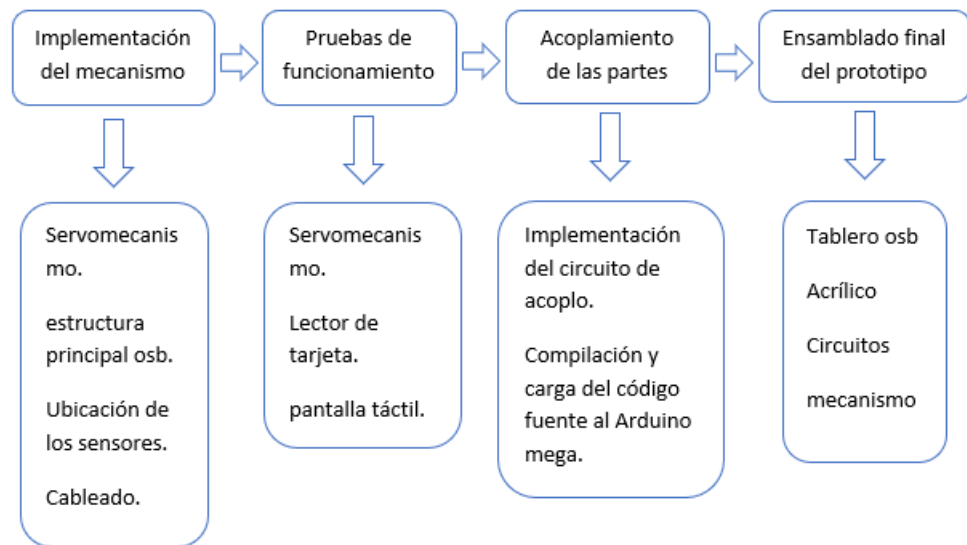 Implementación
del mecanismo
Pruebas de
funcionamiento
Acoplamiento
de las partes
Ensamblado final
del prototipo
Servomecanis
mo.
estructura
principal osb.
Ubicación de
los sensores.
Cableado.
Servomecanis
mo.
Lector de
tarjeta.
pantalla táctil.
Implementación
del circuito de
acoplo.
Compilación y
carga del código
fuente al Arduino
mega.
Tablero osb
Acrílico
Circuitos
mecanismo